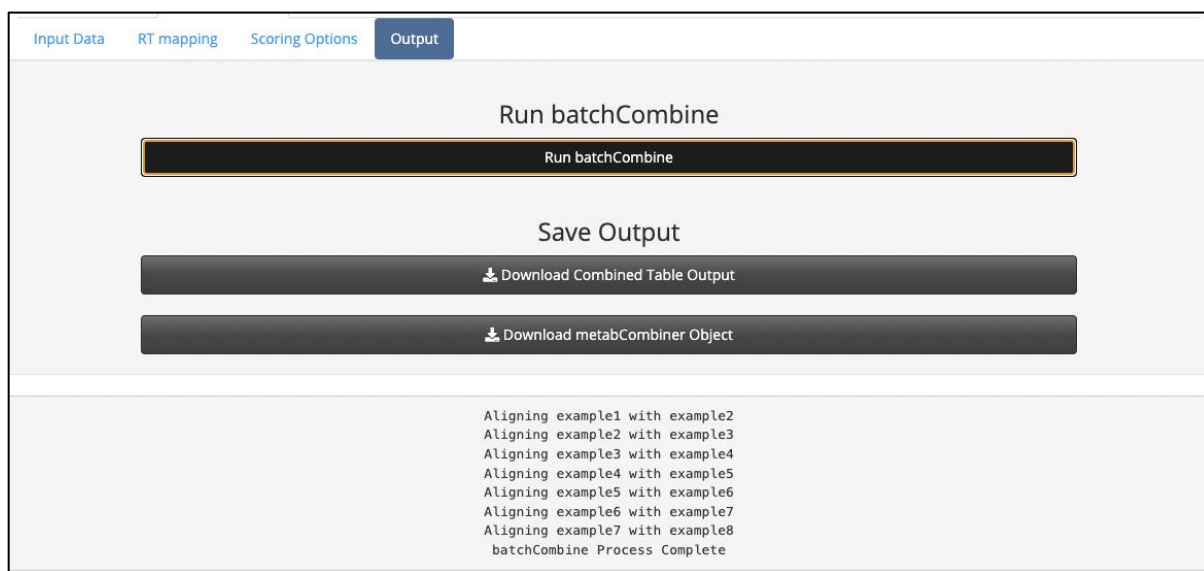 Input Data RT mapping Scoring Options Output
Run batchCombine
Run batchCombine
Save Output
Download Combined Table Output
Download metabCombiner Object
Aligning example1 with example2
Aligning example2 with example3
Aligning example3 with example4
Aligning example4 with example5
Aligning example5 with example6
Aligning example6 with example7
Aligning example7 with example8
batchCombine Process Complete